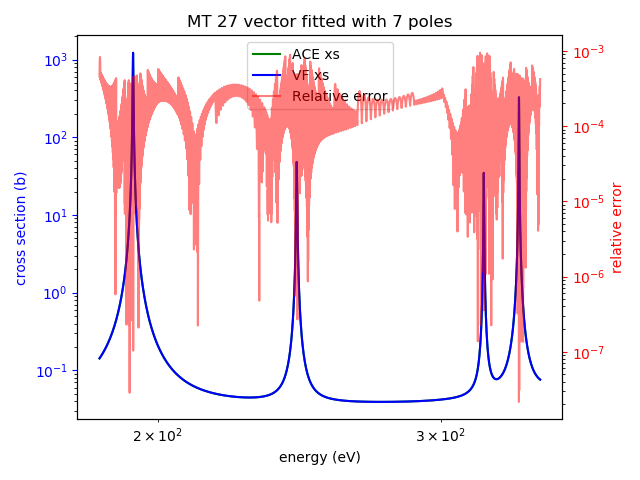 MT 27 vector fitted with 7 poles
ACE xs
VF xs
Relative error
cross section (b)
10³
10²
10¹
10⁰
10⁻¹
10⁻³
10⁻⁴
10⁻⁵
10⁻⁶
10⁻⁷
relative error
2 × 10²
3 × 10²
energy (eV)